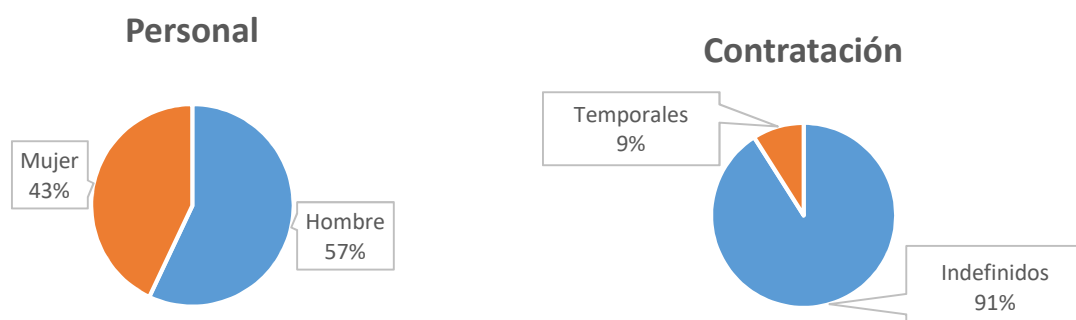 Personal
Mujer
43%
Hombre
57%
Contratación
Temporales
9%
Indefinidos
91%